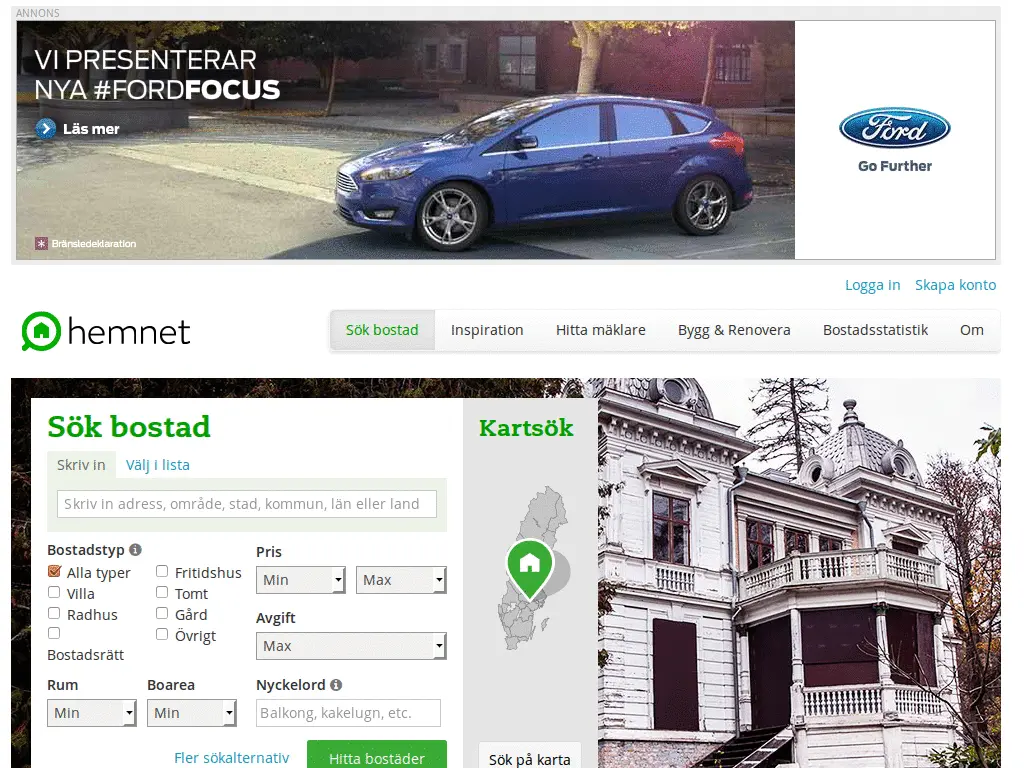 ANNONS
VI PRESENTERAR
NYA #FORDFOCUS
Läs mer
Bränsledeklaration
Ford
Go Further
Logga in Skapa konto
hemnet
Sök bostad Inspiration Hitta mäklare Bygg & Renovera Bostadsstatistik Om
Sök bostad
Skriv in Välj i lista
Skriv in adress, område, stad, kommun, län eller land
Bostadstyp
Alla typer Fritidshus
Villa Tomt
Radhus Gård
Övrigt
Bostadsrätt
Pris
Min Max
Avgift
Max
Rum Boarea Nyckelord
Min Min Balkong, kakelugn, etc.
Fler sökalternativ Hitta bostäder
Kartsök
Sök på karta